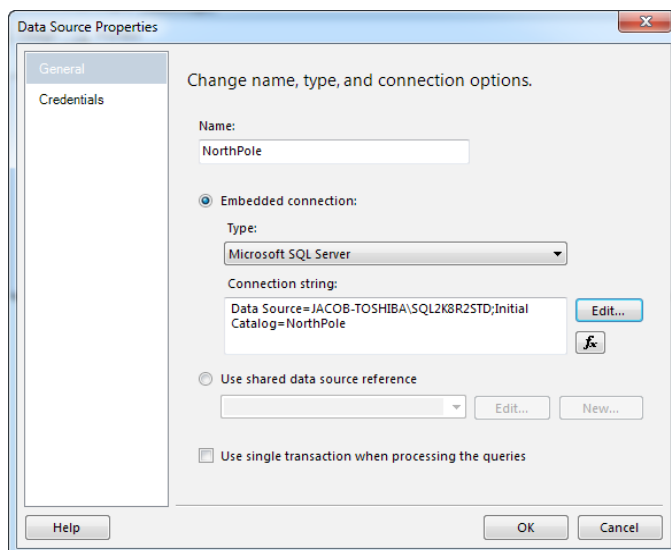 Data Source Properties
General
Credentials
Change name, type, and connection options.
Name:
NorthPole
Embedded connection:
Type:
Microsoft SQL Server
Connection string:
Data Source=JACOB-TOSHIBA\SQL2K8R2STD;Initial
Catalog=NorthPole
Edit...
fx
Use shared data source reference
Edit...
New...
Use single transaction when processing the queries
Help
OK
Cancel